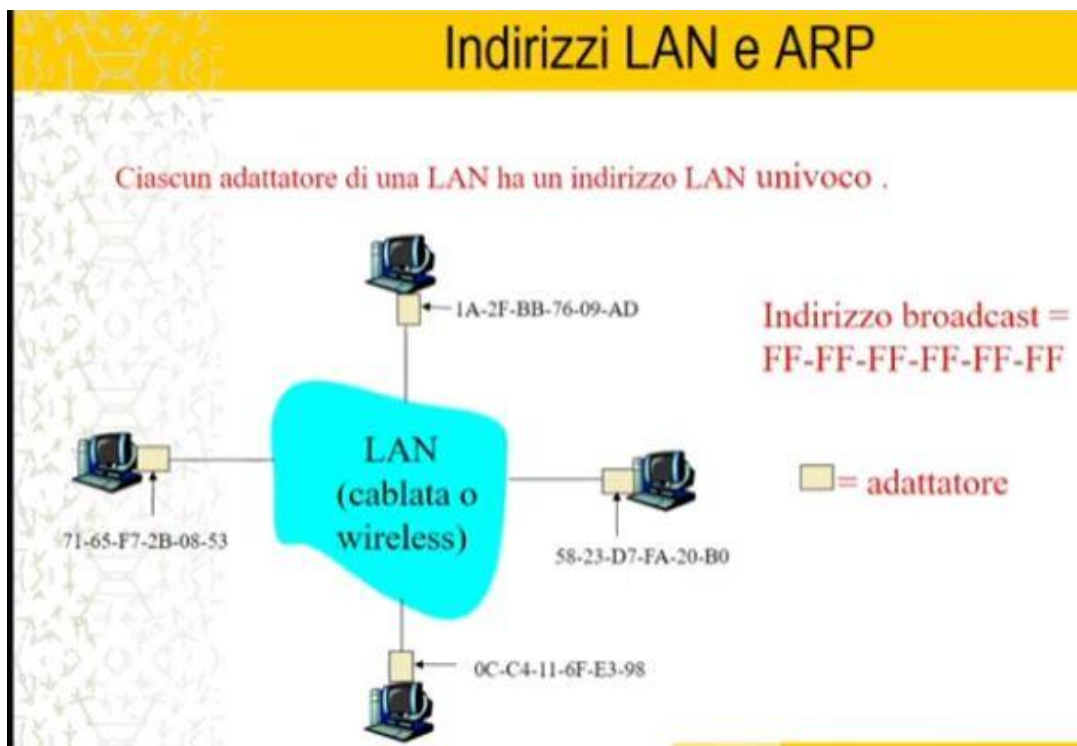 Indirizzi LAN e ARP
Ciascun adattatore di una LAN ha un indirizzo LAN univoco .
1A-2F-BB-76-09-AD
Indirizzo broadcast =
FF-FF-FF-FF-FF-FF
LAN
(cablata o
wireless)
= adattatore
71-65-F7-2B-08-53
58-23-D7-FA-20-B0
0C-C4-11-6F-E3-98